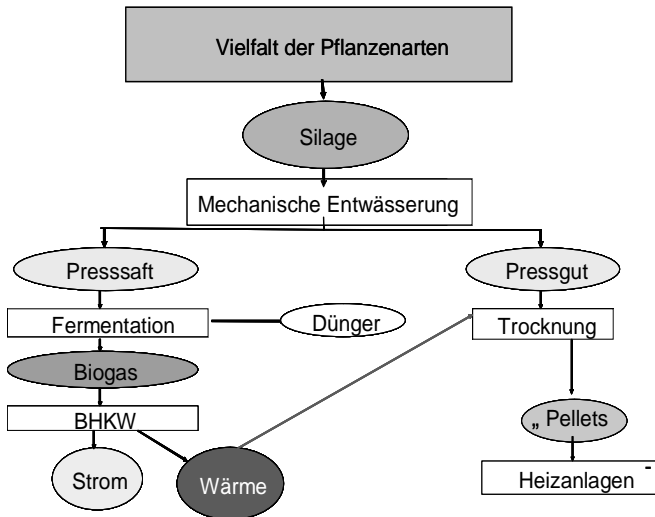 Vielfalt der Pflanzenarten
Silage
Mechanische Entwässerung
Presssaft
Pressgut
Fermentation
Dünger
Trocknung
Biogas
BHKW
„ Pellets
Strom
Wärme
Heizanlagen -